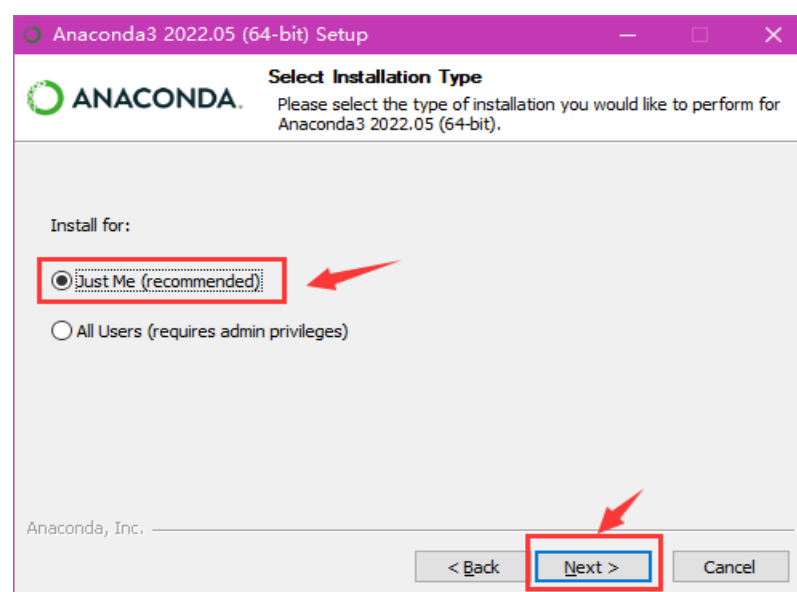 Anaconda3 2022.05 (64-bit) Setup
ANACONDA.
Select Installation Type
Please select the type of installation you would like to perform for
Anaconda3 2022.05 (64-bit).
Install for:
Just Me (recommended)
All Users (requires admin privileges)
Anaconda, Inc.
< Back
Next >
Cancel